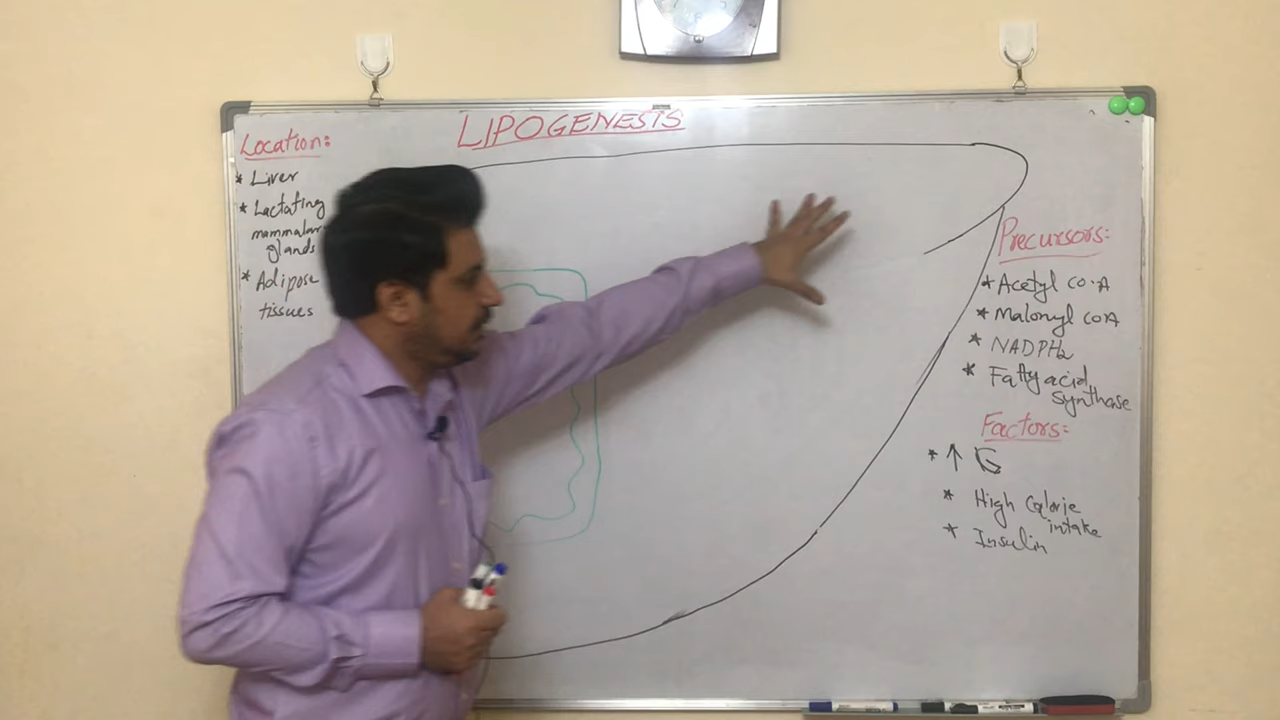 LIPOGENESIS
Location:
* Liver
* Lactating
mammalar
glands
* Adipose
tissues
Precursors:
* Acetyl co.A
* Malonyl coA
* NADPH2
* Fatty acid
synthase
Factors:
* ↑ G
* High Calorie
intake
* Insulin